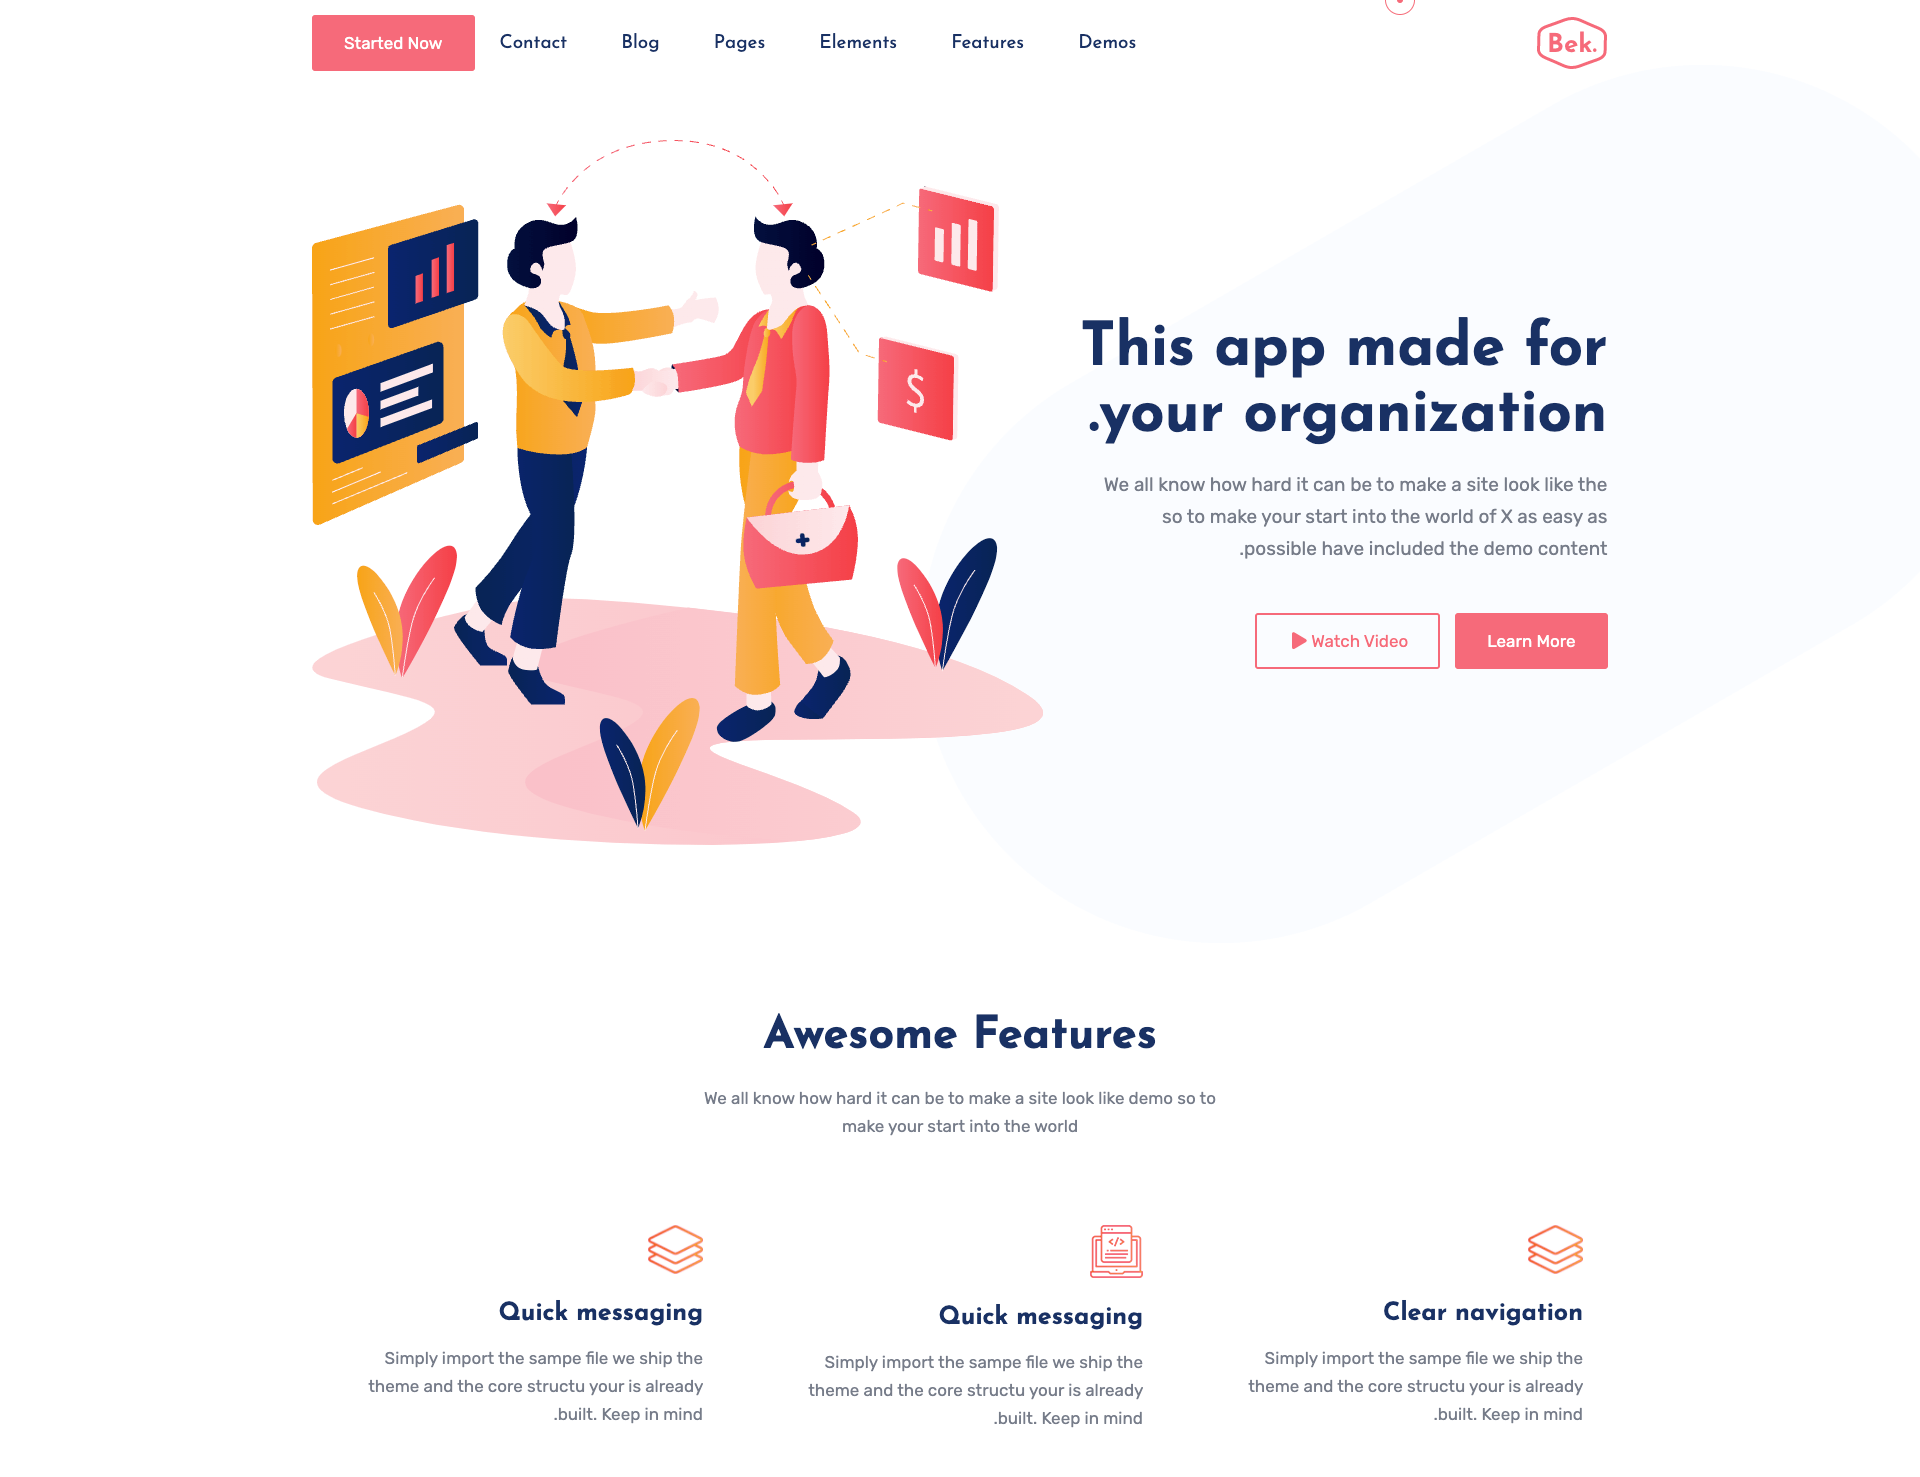 Started Now
Contact
Blog
Pages
Elements
Features
Demos
Bek.
$
This app made for
.your organization
We all know how hard it can be to make a site look like the
so to make your start into the world of X as easy as
.possible have included the demo content
Watch Video
Learn More
Awesome Features
We all know how hard it can be to make a site look like demo so to
make your start into the world
Quick messaging
Simply import the sampe file we ship the
theme and the core structu your is already
.built. Keep in mind
Quick messaging
Simply import the sampe file we ship the
theme and the core structu your is already
.built. Keep in mind
Clear navigation
Simply import the sampe file we ship the
theme and the core structu your is already
.built. Keep in mind